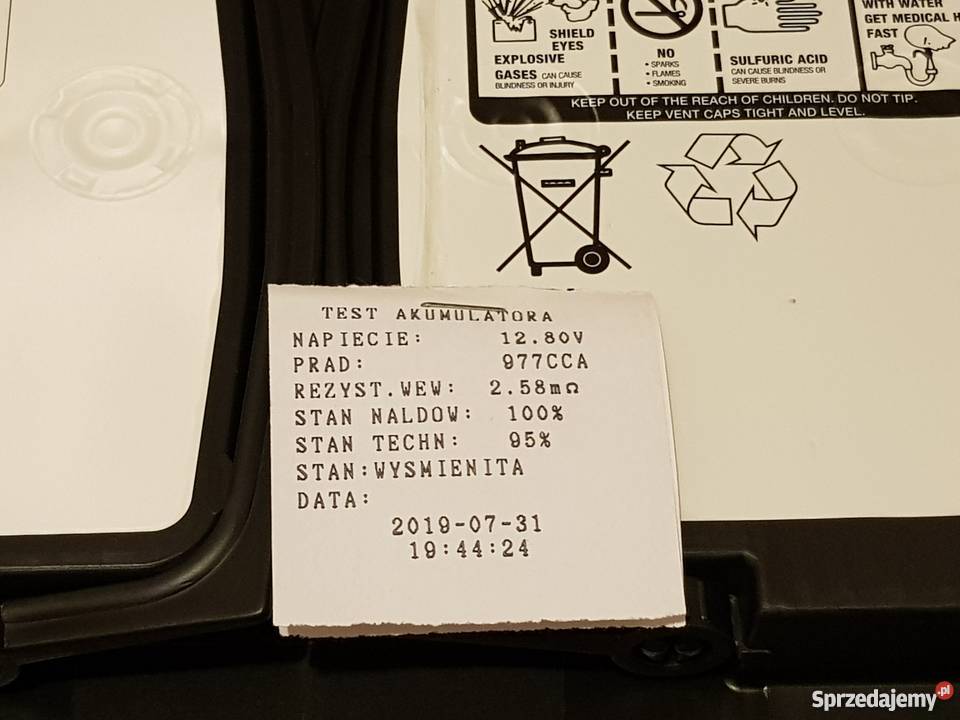 SHIELD
EYES
EXPLOSIVE
GASES CAN CAUSE
BLINDNESS OR INJURY
NO
• SPARKS
• FLAMES
• SMOKING
SULFURIC ACID
CAN CAUSE BLINDNESS OR
SEVERE BURNS
WITH WATER
GET MEDICAL H
FAST
KEEP OUT OF THE REACH OF CHILDREN. DO NOT TIP.
KEEP VENT CAPS TIGHT AND LEVEL.
TEST AKUMULATORA
NAPIECIE: 12.80V
PRAD: 977CCA
REZYST.WEW: 2.58mΩ
STAN NALDOW: 100%
STAN TECHN: 95%
STAN:WYSMIENITA
DATA:
2019-07-31
19:44:24
Sprzedajemy.pl